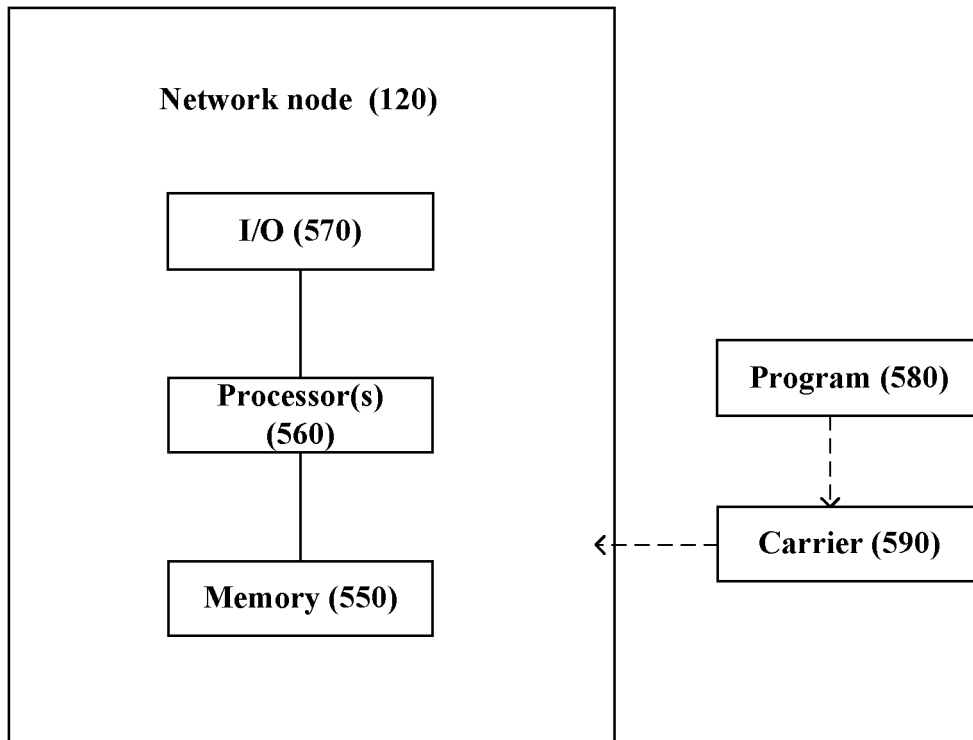 Network node (120)
I/O (570)
Processor(s)
(560)
Memory (550)
Program (580)
Carrier (590)